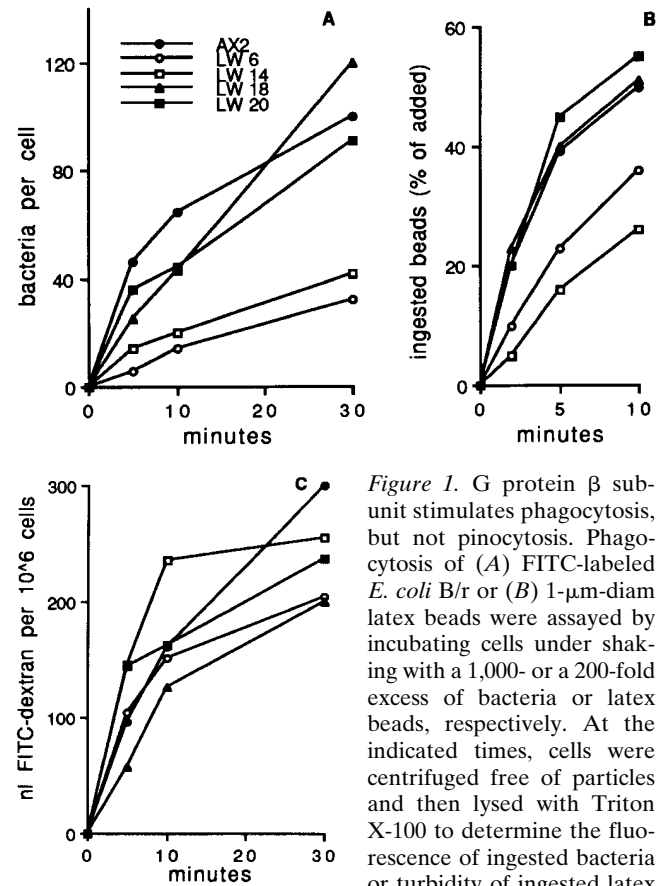 A
AX2
LW 6
LW 14
LW 18
LW 20
120
80
40
0
bacteria per cell
0 10 20 30
minutes
B
60
40
20
0
ingested beads (% of added)
0 5 10
minutes
C
300
200
100
0
nl FITC-dextran per 10^6 cells
0 10 20 30
minutes
Figure 1. G protein β sub-
unit stimulates phagocytosis,
but not pinocytosis. Phago-
cytosis of (A) FITC-labeled
E. coli B/r or (B) 1-μm-diam
latex beads were assayed by
incubating cells under shak-
ing with a 1,000- or a 200-fold
excess of bacteria or latex
beads, respectively. At the
indicated times, cells were
centrifuged free of particles
and then lysed with Triton
X-100 to determine the fluo-
rescence of ingested bacteria
or turbidity of ingested latex